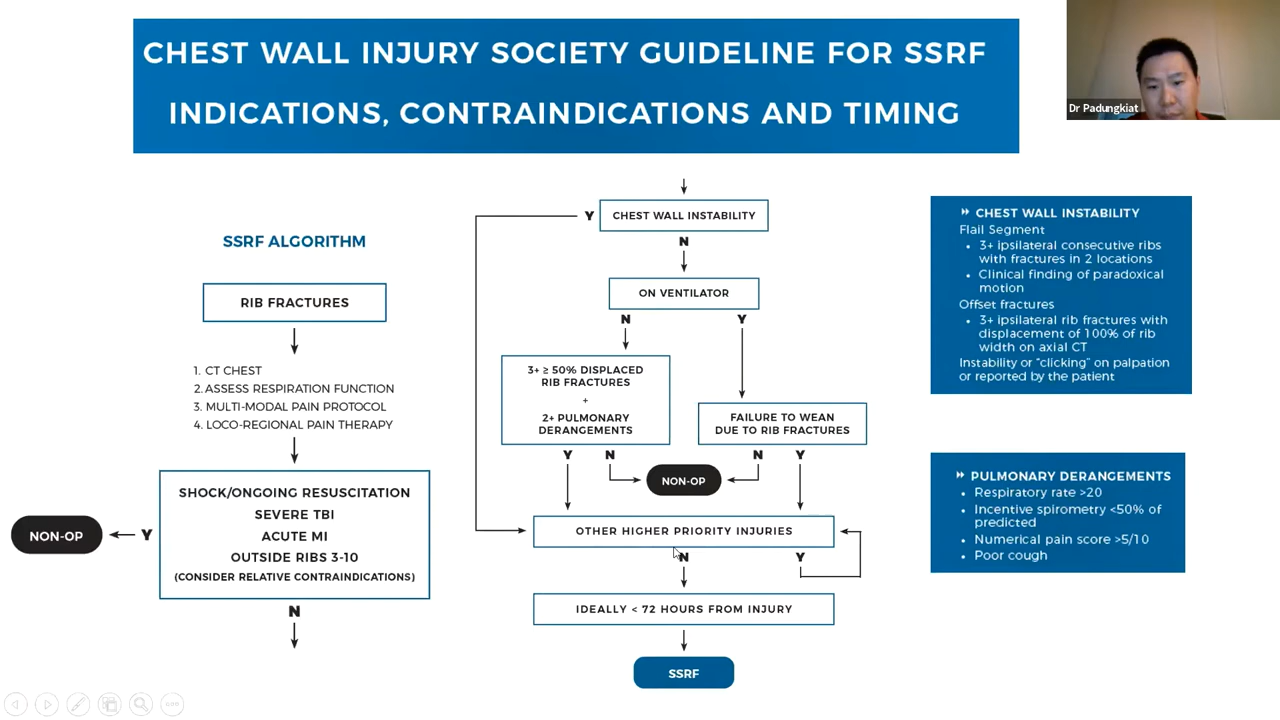 CHEST WALL INJURY SOCIETY GUIDELINE FOR SSRF
INDICATIONS, CONTRAINDICATIONS AND TIMING
Dr Padungkiat
SSRF ALGORITHM
RIB FRACTURES
1. CT CHEST
2. ASSESS RESPIRATION FUNCTION
3. MULTI-MODAL PAIN PROTOCOL
4. LOCO-REGIONAL PAIN THERAPY
SHOCK/ONGOING RESUSCITATION
SEVERE TBI
ACUTE MI
OUTSIDE RIBS 3-10
(CONSIDER RELATIVE CONTRAINDICATIONS)
Y
NON-OP
N
CHEST WALL INSTABILITY
Y
N
ON VENTILATOR
N
Y
3+ ≥ 50% DISPLACED
RIB FRACTURES
+
2+ PULMONARY
DERANGEMENTS
FAILURE TO WEAN
DUE TO RIB FRACTURES
Y
N
N
Y
NON-OP
OTHER HIGHER PRIORITY INJURIES
N
Y
IDEALLY < 72 HOURS FROM INJURY
SSRF
CHEST WALL INSTABILITY
Flail Segment
• 3+ ipsilateral consecutive ribs
with fractures in 2 locations
• Clinical finding of paradoxical
motion
Offset fractures
• 3+ ipsilateral rib fractures with
displacement of 100% of rib
width on axial CT
Instability or "clicking" on palpation
or reported by the patient
PULMONARY DERANGEMENTS
• Respiratory rate >20
• Incentive spirometry <50% of
predicted
• Numerical pain score >5/10
• Poor cough